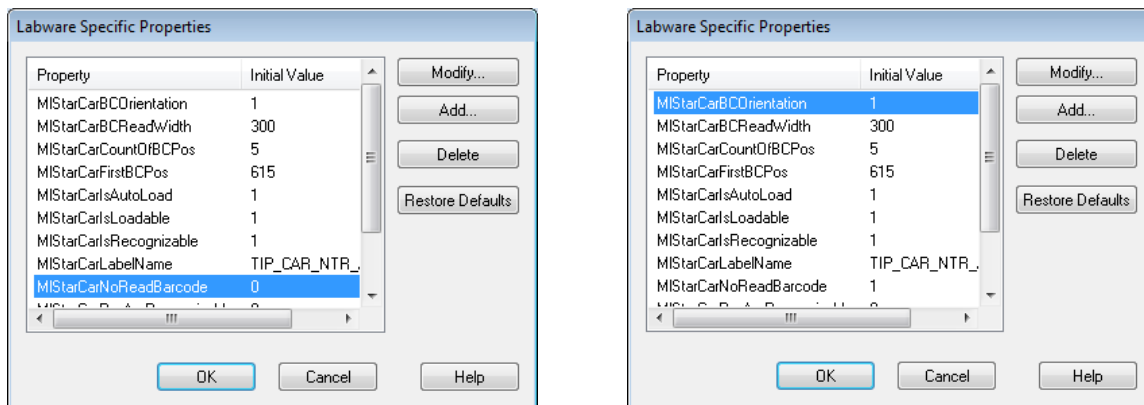 Labware Specific Properties
Property Initial Value
MlStarCarBCOrientation 1
MlStarCarBCReadWidth 300
MlStarCarCountOfBCPos 5
MlStarCarFirstBCPos 615
MlStarCarIsAutoLoad 1
MlStarCarIsLoadable 1
MlStarCarIsRecognizable 1
MlStarCarLabelName TIP_CAR_NTR_
MlStarCarNoReadBarcode 0
Modify...
Add...
Delete
Restore Defaults
OK Cancel Help
Labware Specific Properties
Property Initial Value
MlStarCarBCOrientation 1
MlStarCarBCReadWidth 300
MlStarCarCountOfBCPos 5
MlStarCarFirstBCPos 615
MlStarCarIsAutoLoad 1
MlStarCarIsLoadable 1
MlStarCarIsRecognizable 1
MlStarCarLabelName TIP_CAR_NTR_
MlStarCarNoReadBarcode 1
Modify...
Add...
Delete
Restore Defaults
OK Cancel Help